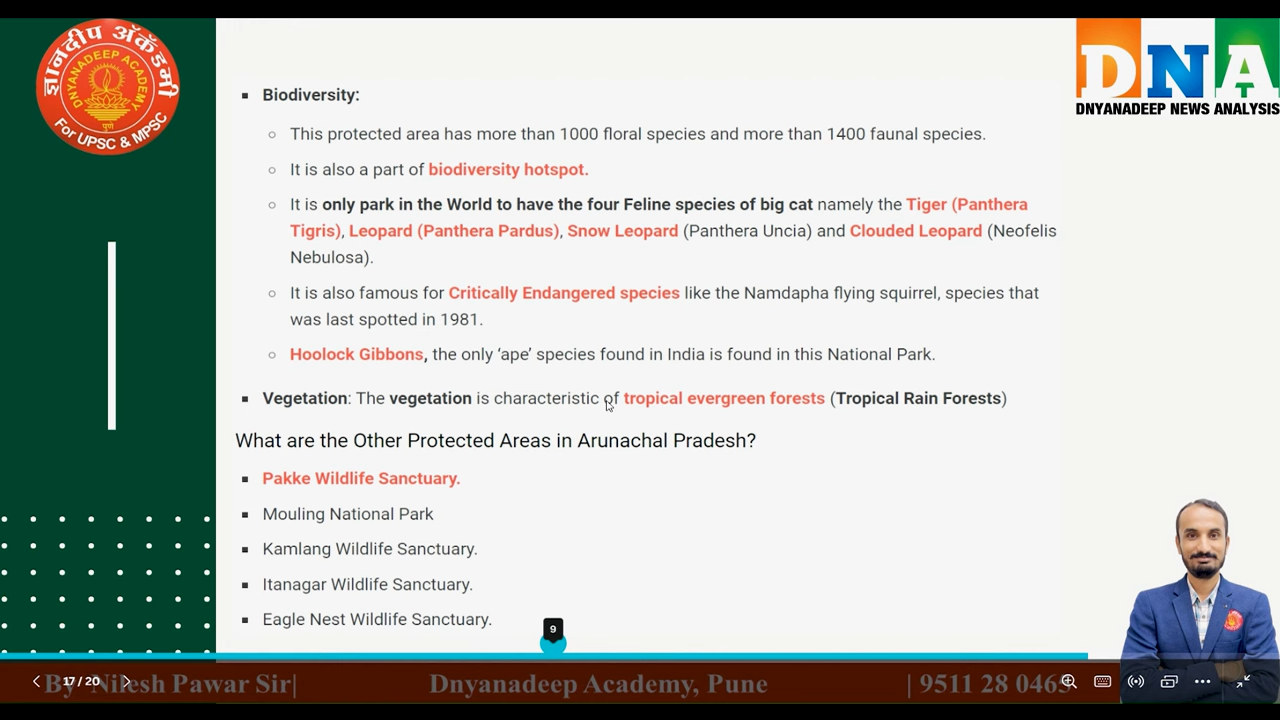 ज्ञानदीप अॅकॅडमी
DNYANADEEP ACADEMY
पुणे
For UPSC & MPSC
DNA
DNYANADEEP NEWS ANALYSIS
Biodiversity:
This protected area has more than 1000 floral species and more than 1400 faunal species.
It is also a part of biodiversity hotspot.
It is only park in the World to have the four Feline species of big cat namely the Tiger (Panthera
Tigris), Leopard (Panthera Pardus), Snow Leopard (Panthera Uncia) and Clouded Leopard (Neofelis
Nebulosa).
It is also famous for Critically Endangered species like the Namdapha flying squirrel, species that
was last spotted in 1981.
Hoolock Gibbons, the only ‘ape’ species found in India is found in this National Park.
Vegetation: The vegetation is characteristic of tropical evergreen forests (Tropical Rain Forests)
What are the Other Protected Areas in Arunachal Pradesh?
Pakke Wildlife Sanctuary.
Mouling National Park
Kamlang Wildlife Sanctuary.
Itanagar Wildlife Sanctuary.
Eagle Nest Wildlife Sanctuary.
9
17 / 20
By Nilesh Pawar Sir| Dnyanadeep Academy, Pune | 9511 28 0463